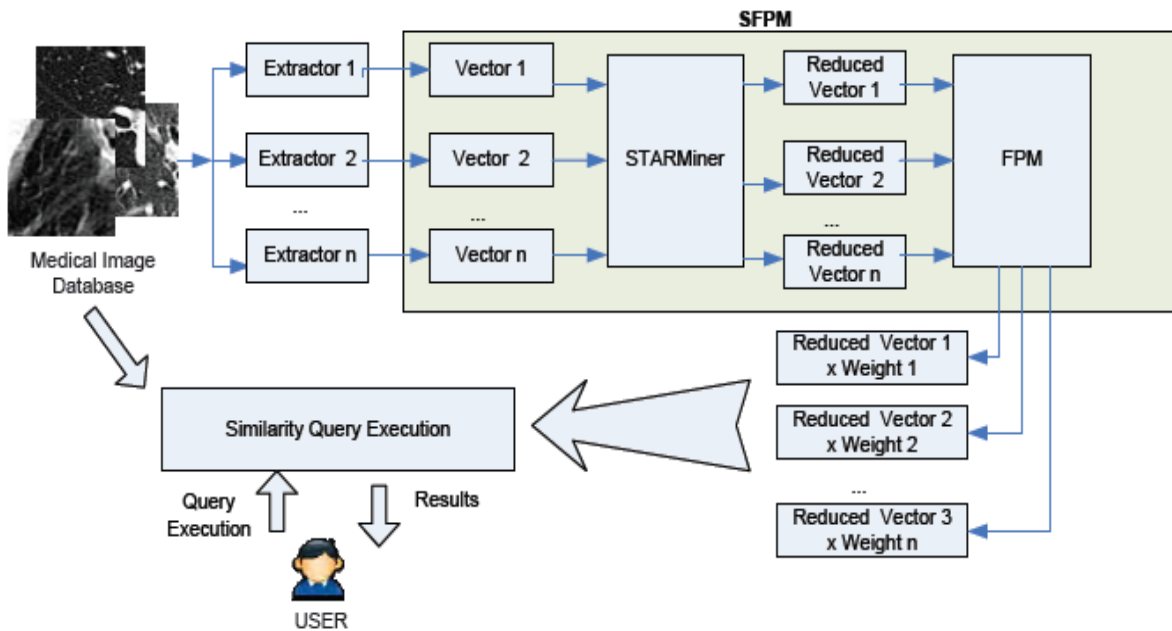 SFPM
Extractor 1
Vector 1
Reduced
Vector 1
Extractor 2
Vector 2
STARMiner
Reduced
Vector 2
FPM
...
...
...
Extractor n
Vector n
Reduced
Vector n
Medical Image
Database
Reduced Vector 1
x Weight 1
Reduced Vector 2
x Weight 2
...
Reduced Vector 3
x Weight n
Similarity Query Execution
Query
Execution
Results
USER